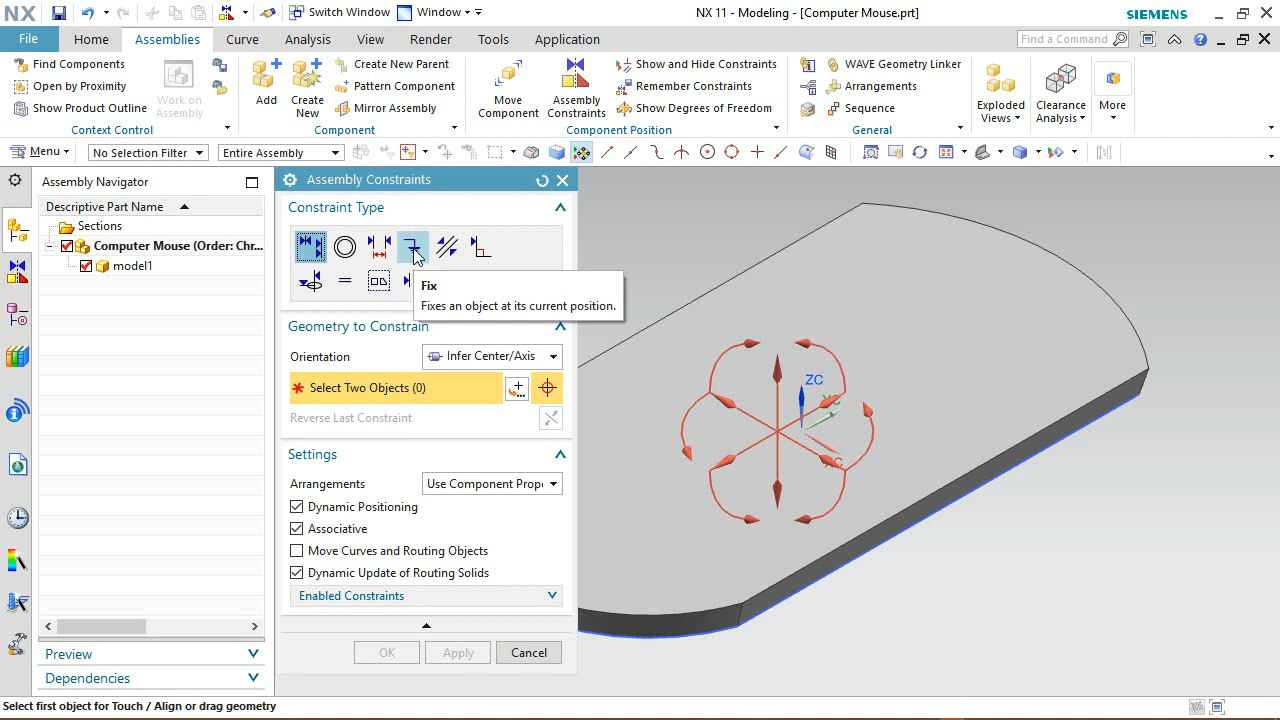 NX
Switch Window
Window
NX 11 - Modeling - [Computer Mouse.prt]
SIEMENS
File
Home
Assemblies
Curve
Analysis
View
Render
Tools
Application
Find a Command
Find Components
Open by Proximity
Show Product Outline
Work on
Assembly
Context Control
Add
Create
New
Create New Parent
Pattern Component
Mirror Assembly
Component
Move
Component
Assembly
Constraints
Show and Hide Constraints
Remember Constraints
Show Degrees of Freedom
Component Position
WAVE Geometry Linker
Arrangements
Sequence
General
Exploded
Views
Clearance
Analysis
More
Menu
No Selection Filter
Entire Assembly
Assembly Navigator
Descriptive Part Name
Sections
Computer Mouse (Order: Chr...
model1
Preview
Dependencies
Assembly Constraints
Constraint Type
Fix
Fixes an object at its current position.
Geometry to Constrain
Orientation
Infer Center/Axis
* Select Two Objects (0)
Reverse Last Constraint
Settings
Arrangements
Use Component Prope
Dynamic Positioning
Associative
Move Curves and Routing Objects
Dynamic Update of Routing Solids
Enabled Constraints
OK
Apply
Cancel
ZC
Select first object for Touch / Align or drag geometry